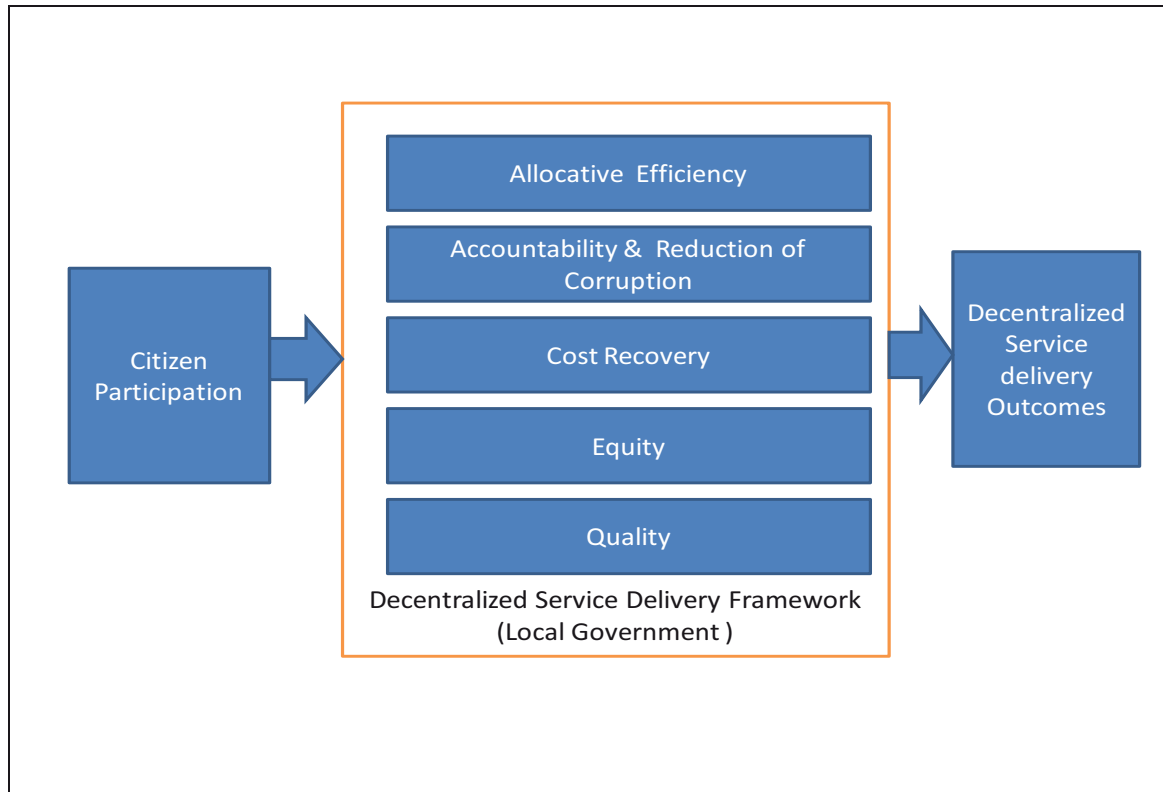 Allocative Efficiency
Accountability & Reduction of
Corruption
Citizen
Participation
Cost Recovery
Decentralized
Service
delivery
Outcomes
Equity
Quality
Decentralized Service Delivery Framework
(Local Government )